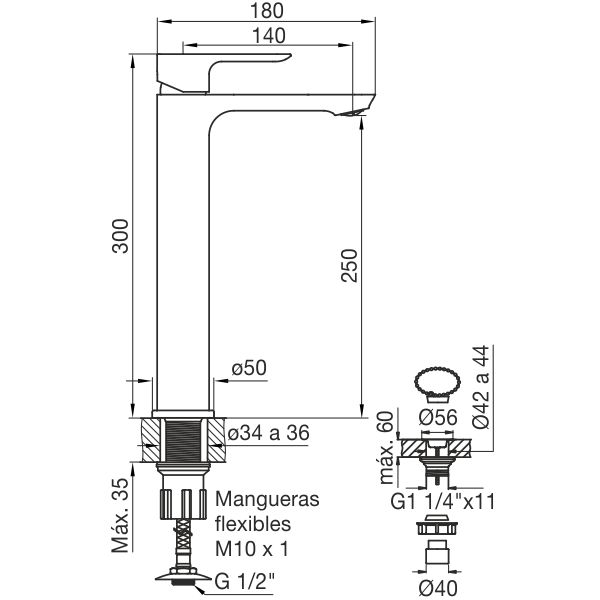 180
140
300
250
ø50
ø34 a 36
Máx. 35
Mangueras
flexibles
M10 x 1
G 1/2"
Ø42 a 44
Ø56
máx. 60
G1 1/4"x11
Ø40